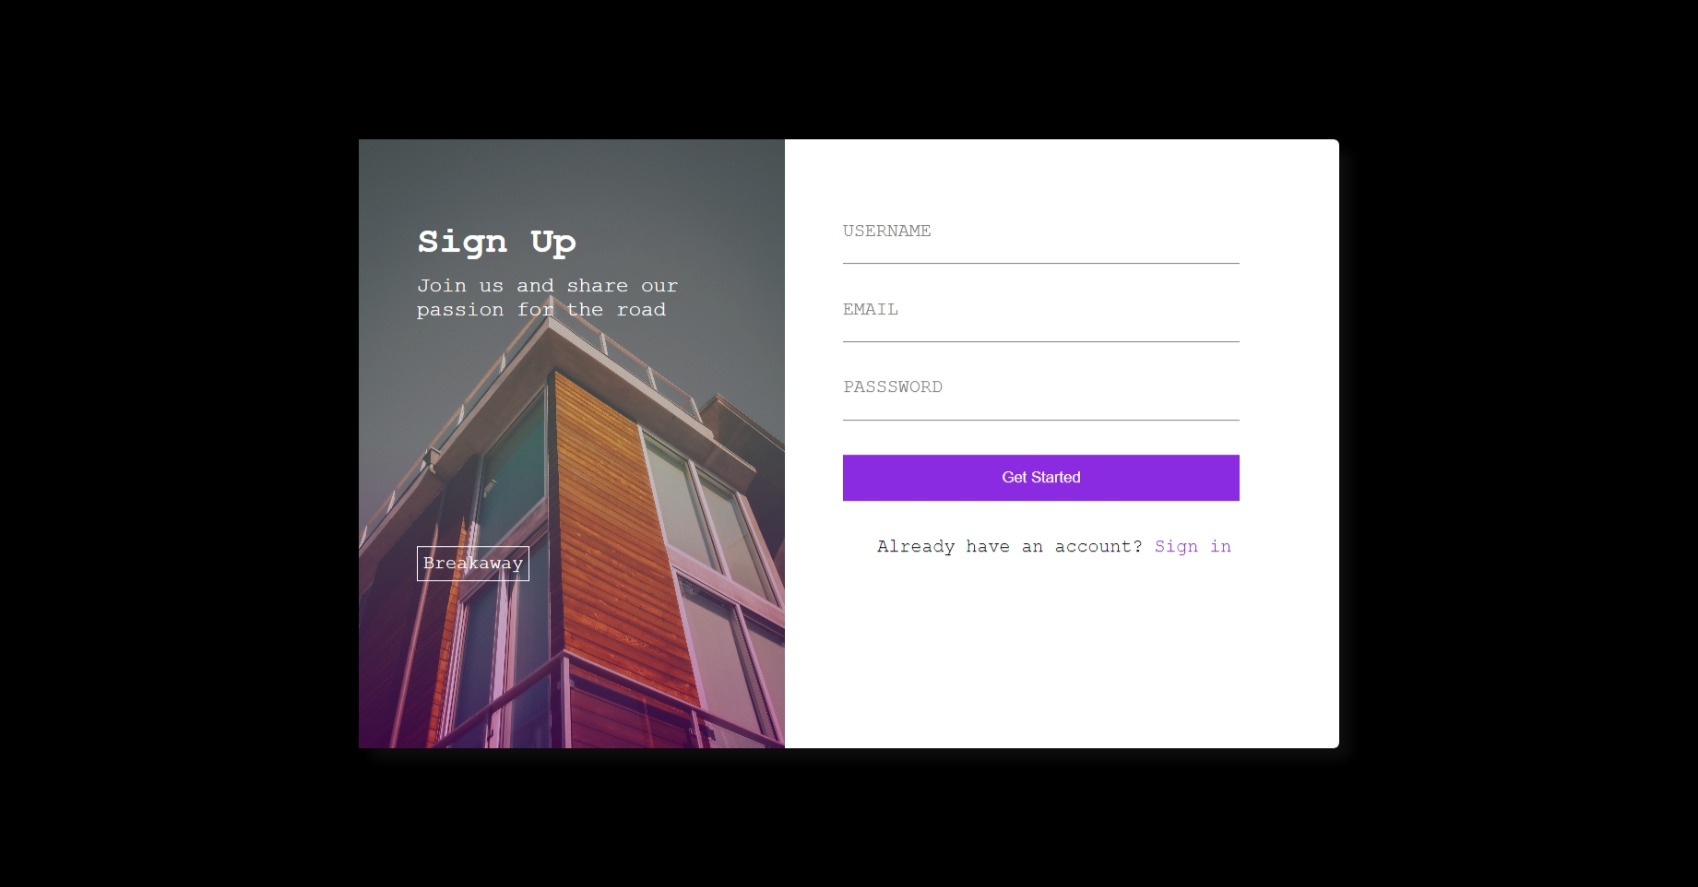 Sign Up
Join us and share our
passion for the road
Breakaway
USERNAME
EMAIL
PASSSWORD
Get Started
Already have an account? Sign in